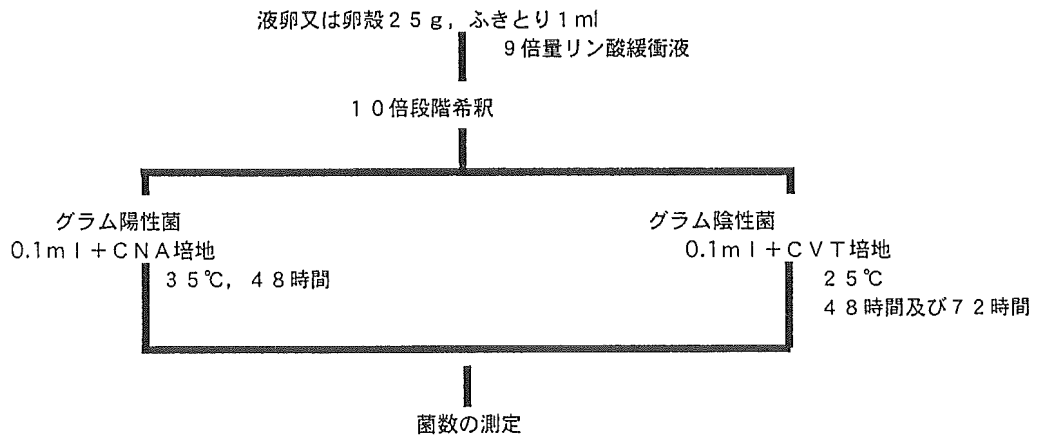 液卵又は卵殻２５ｇ，ふきとり１ml
９倍量リン酸緩衝液
１０倍段階希釈
グラム陽性菌
0.1ｍｌ＋ＣＮＡ培地
３５℃，４８時間
グラム陰性菌
0.1ｍｌ＋ＣＶＴ培地
２５℃
４８時間及び７２時間
菌数の測定